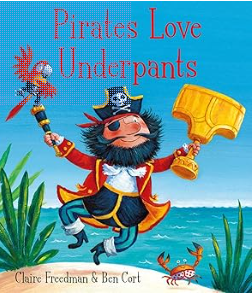 Pirates Love
Underpants
Claire Freedman & Ben Cort